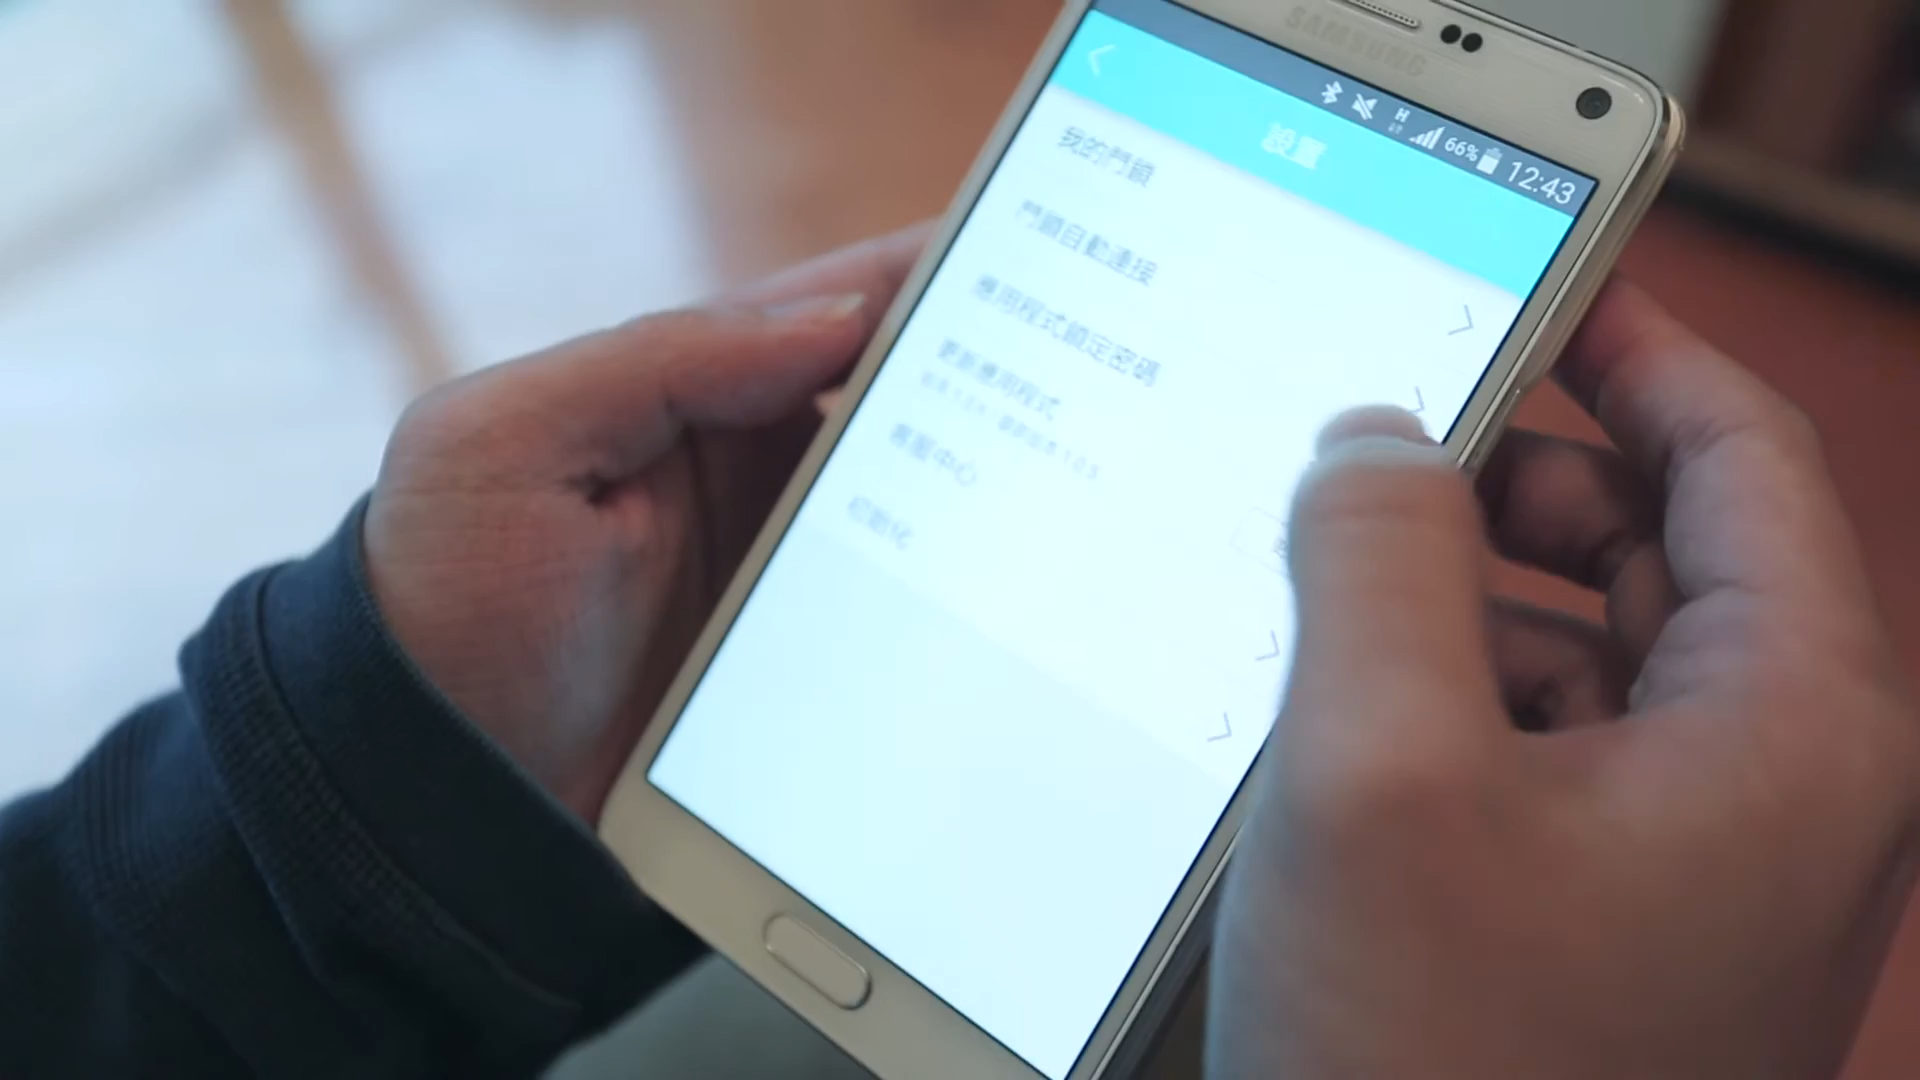 SAMSUNG
H 66% 12:43
設置
我的門鎖
門鎖自動連接
應用程式鎖定密碼
更新應用程式
客服中心
初始化